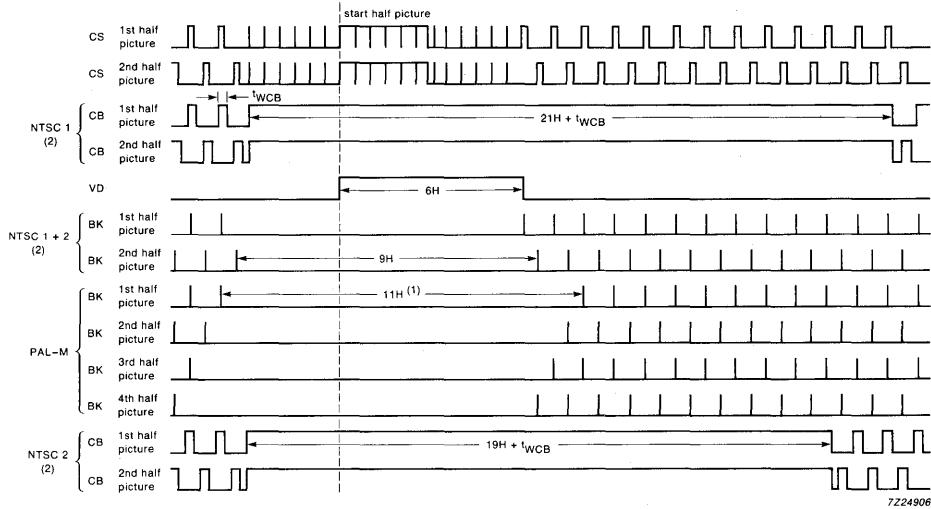 start half picture
CS 1st half picture
CS 2nd half picture
tWCB
NTSC 1 (2)
CB 1st half picture
21H + tWCB
CB 2nd half picture
VD
6H
NTSC 1 + 2 (2)
BK 1st half picture
BK 2nd half picture
9H
PAL–M
BK 1st half picture
11H (1)
BK 2nd half picture
BK 3rd half picture
BK 4th half picture
NTSC 2 (2)
CB 1st half picture
19H + tWCB
CB 2nd half picture
7Z24906